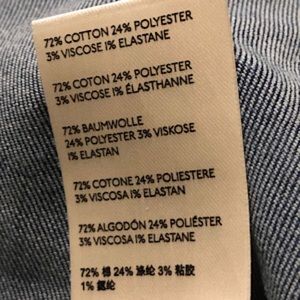 72% COTTON 24% POLYESTER
3% VISCOSE 1% ELASTANE
72% COTON 24% POLYESTER
3% VISCOSE 1% ÉLASTHANNE
72% BAUMWOLLE
24% POLYESTER 3% VISKOSE
1% ELASTAN
72% COTONE 24% POLIESTERE
3% VISCOSA 1% ELASTAN
72% ALGODÓN 24% POLIÉSTER
3% VISCOSA 1% ELASTANE
72% 棉 24% 涤纶 3% 粘胶
1% 氨纶